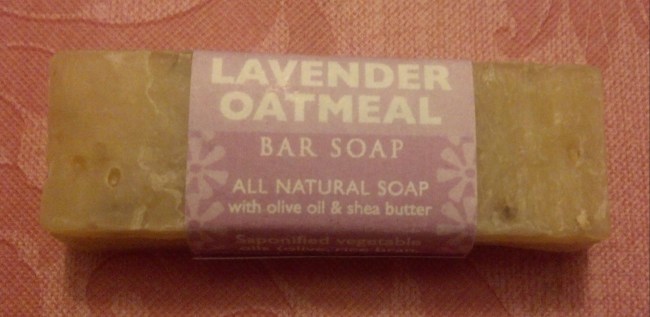 LAVENDER
OATMEAL
BAR SOAP
ALL NATURAL SOAP
with olive oil & shea butter
Saponified vegetable